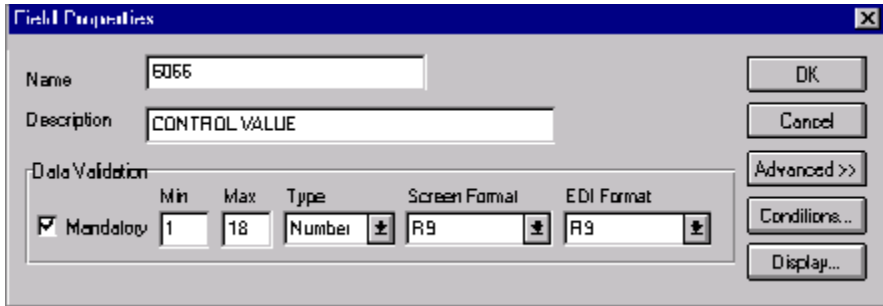 Field Properties
Name 6066
Description CONTROL VALUE
OK
Cancel
Advanced >>
Conditions...
Display...
Data Validation
Min Max Type Screen Format EDI Format
Mandatory 1 18 Number R9 R9